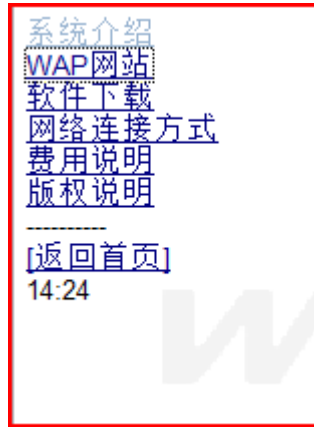 系统介绍
WAP网站
软件下载
网络连接方式
费用说明
版权说明
----------
[返回首页]
14:24